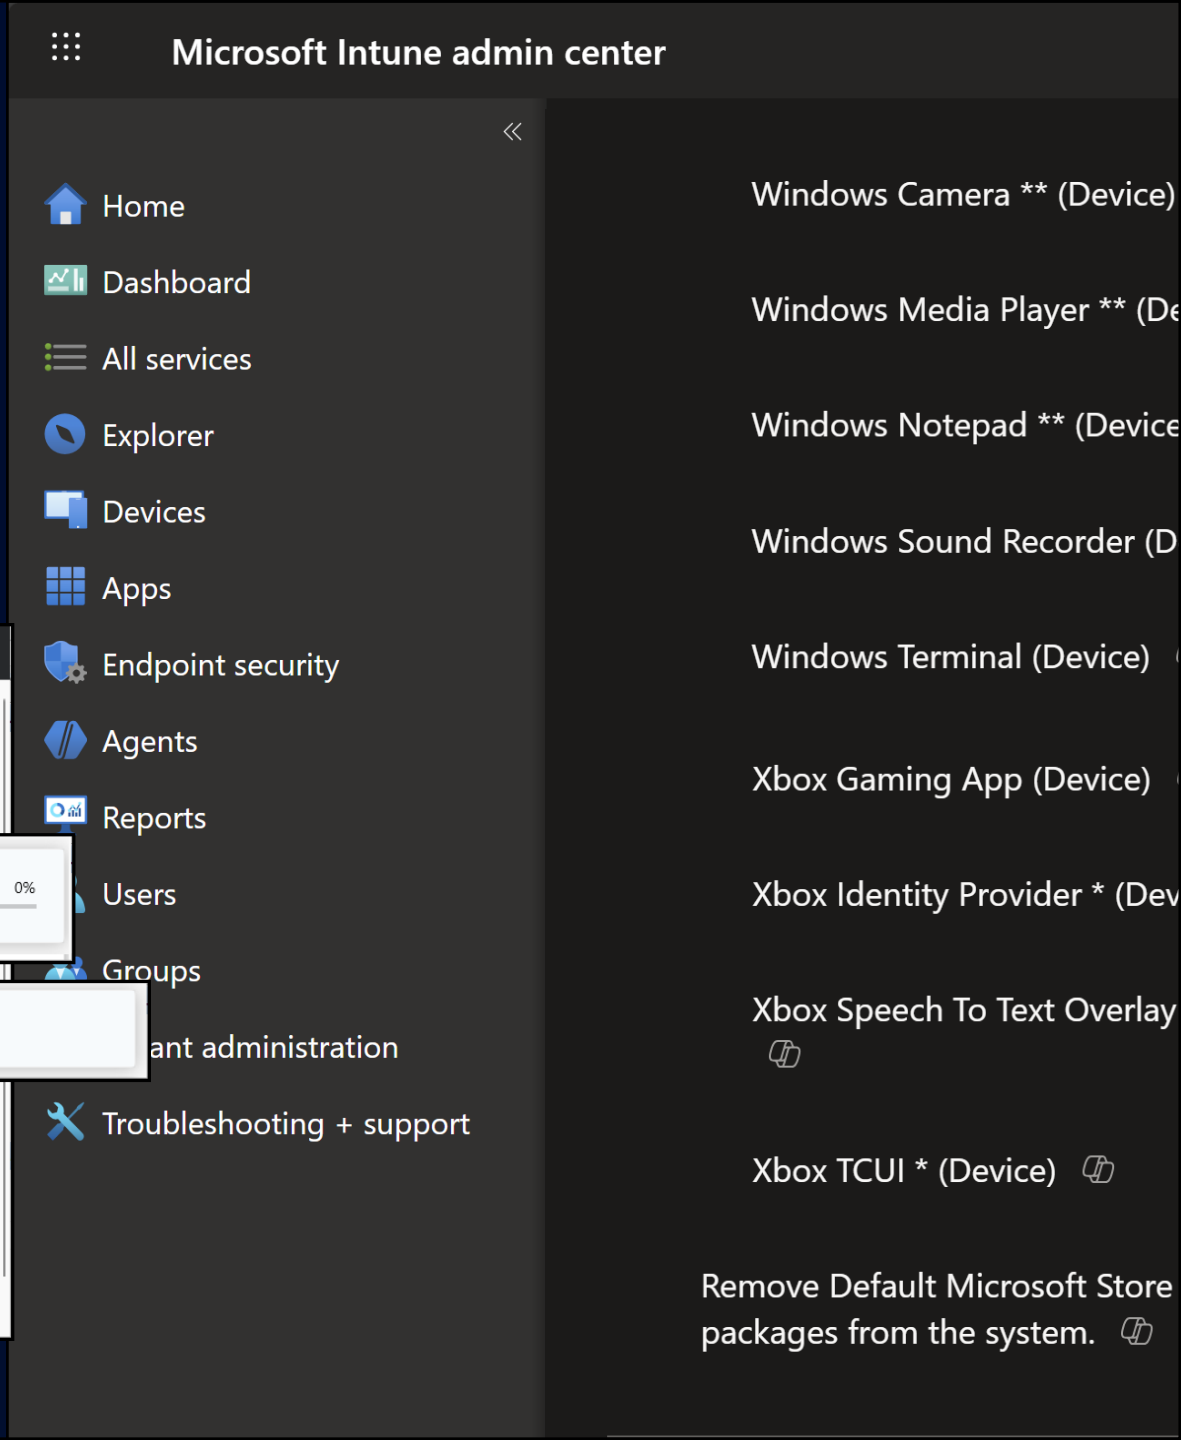 Microsoft Intune admin center
Home
Dashboard
All services
Explorer
Devices
Apps
Endpoint security
Agents
Reports
0%
Users
Groups
ant administration
Troubleshooting + support
Windows Camera ** (Device)
Windows Media Player ** (De
Windows Notepad ** (Device
Windows Sound Recorder (D
Windows Terminal (Device)
Xbox Gaming App (Device)
Xbox Identity Provider * (Dev
Xbox Speech To Text Overlay
Xbox TCUI * (Device)
Remove Default Microsoft Store
packages from the system.